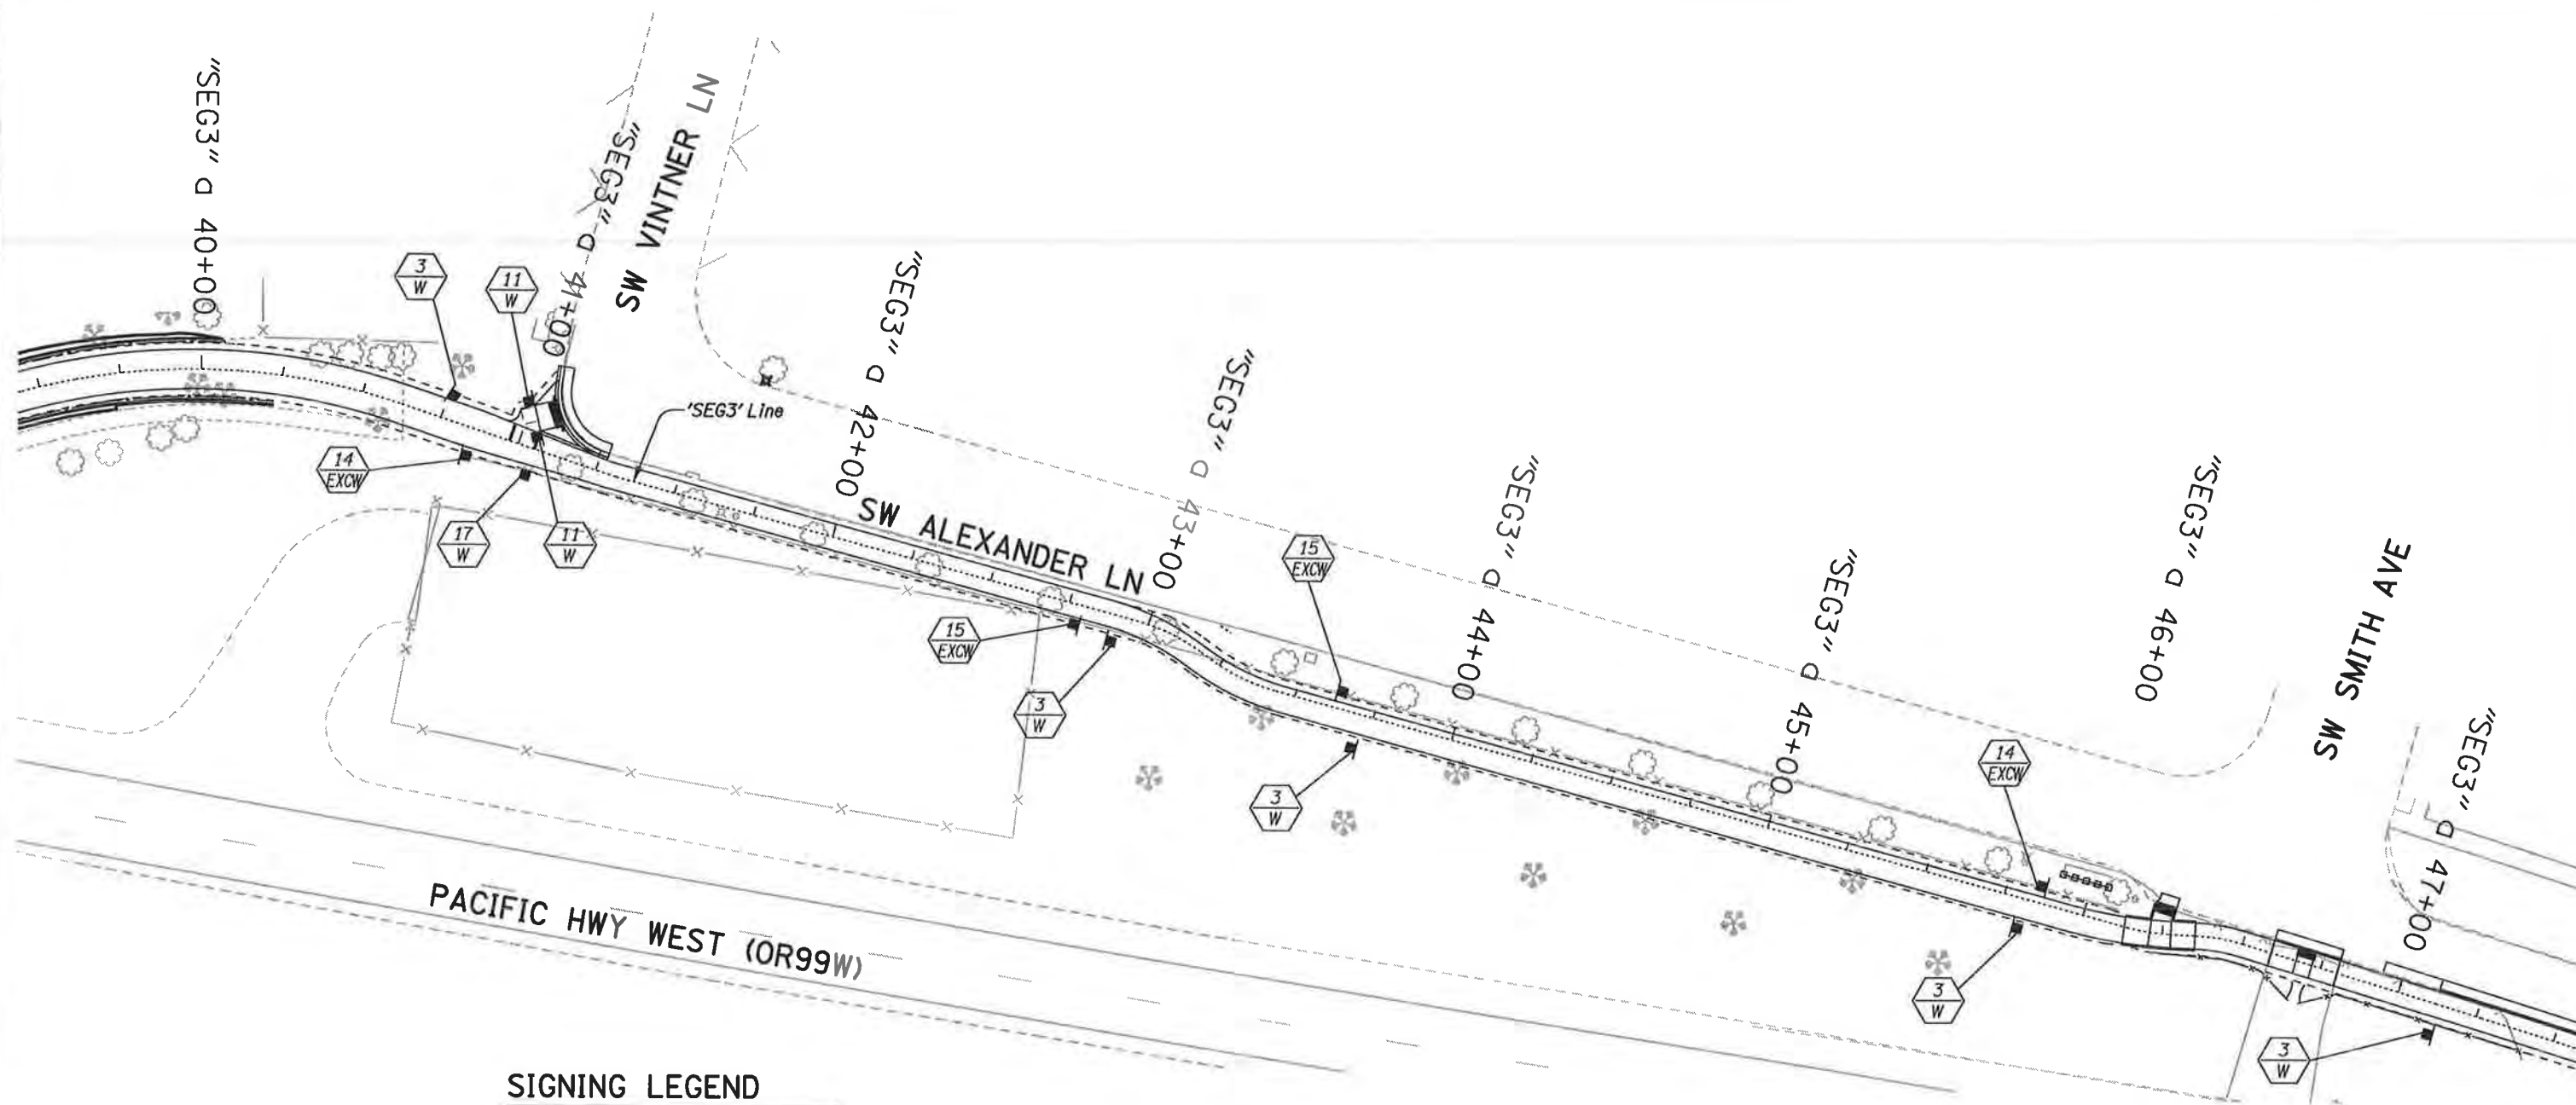 "SEG3" 40+00
"SEG3" 41+00
SW VINTNER LN
3
W
11
W
'SEG3' Line
"SEG3" 42+00
14
EXCW
17
W
11
W
SW ALEXANDER LN
"SEG3" 43+00
15
EXCW
15
EXCW
3
W
"SEG3" 44+00
3
W
"SEG3" 45+00
14
EXCW
"SEG3" 46+00
SW SMITH AVE
3
W
"SEG3" 47+00
3
W
PACIFIC HWY WEST (OR99W)
SIGNING LEGEND